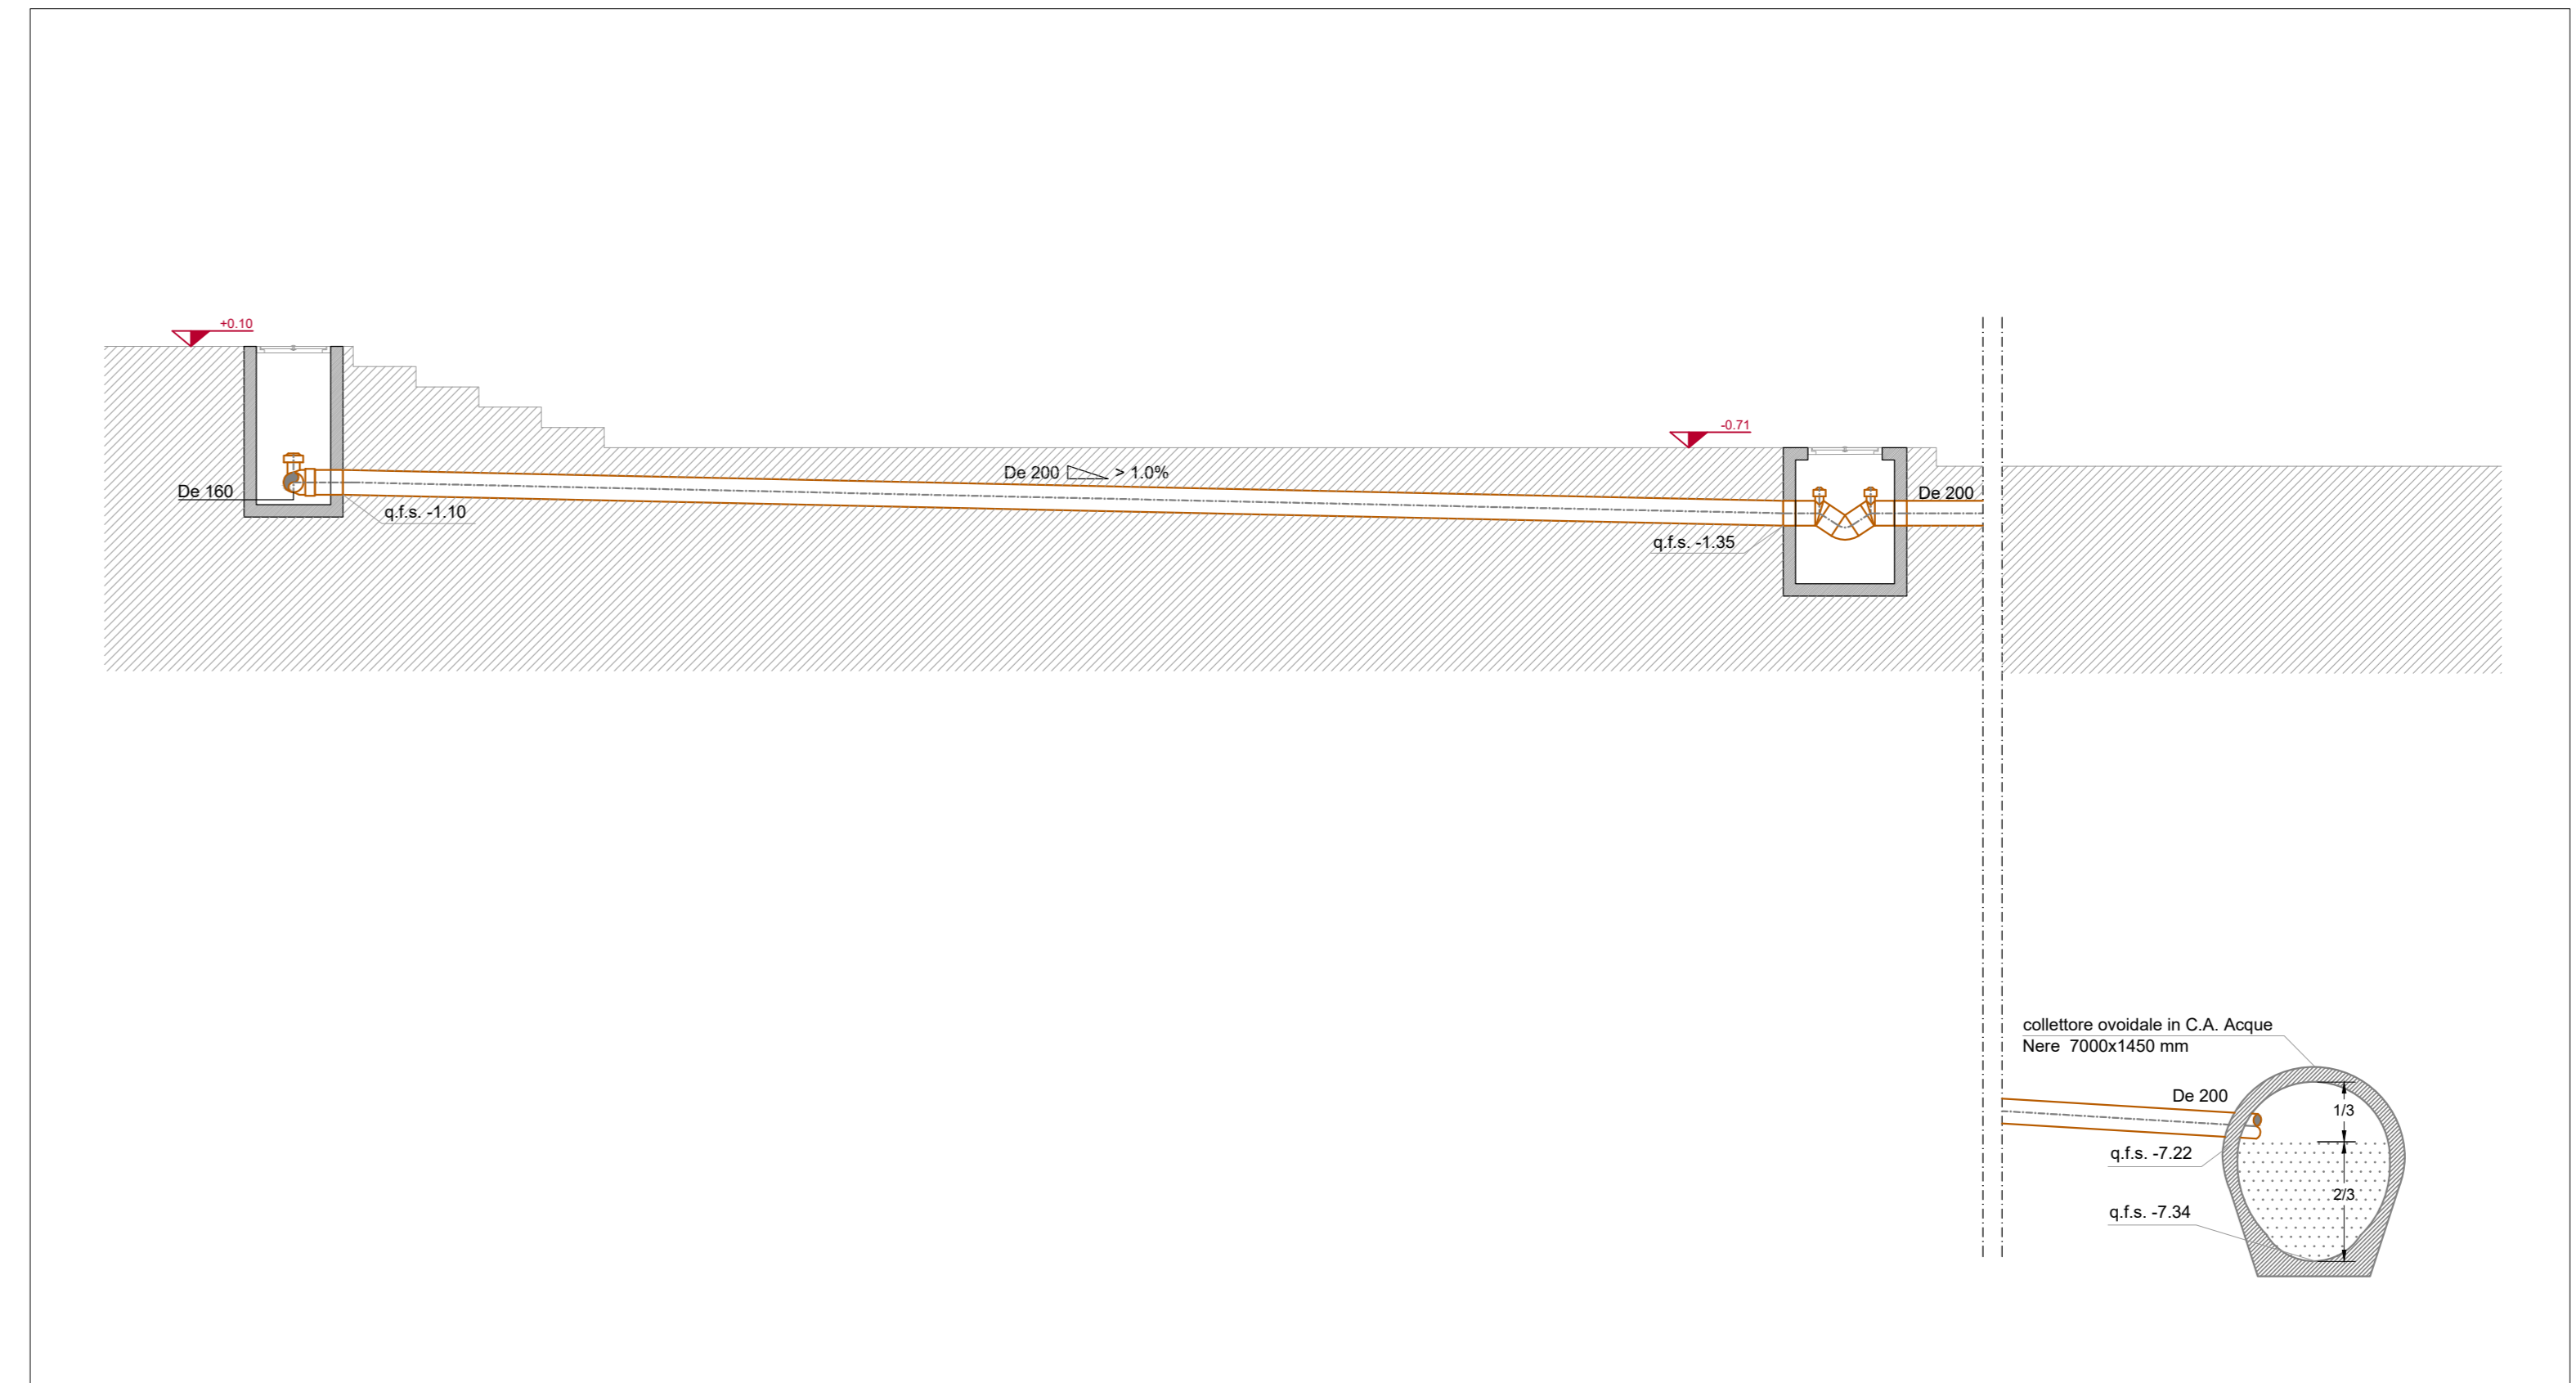 +0.10
-0.71
De 200 > 1.0%
De 160
De 200
q.f.s. -1.10
q.f.s. -1.35
collettore ovoidale in C.A. Acque
Nere 7000x1450 mm
De 200
1/3
q.f.s. -7.22
2/3
q.f.s. -7.34